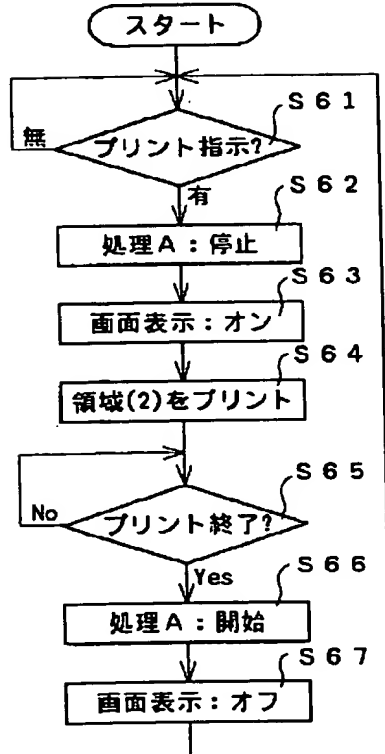 スタート
S61
プリント指示?
無
有
S62
処理A:停止
S63
画面表示:オン
S64
領域(2)をプリント
S65
プリント終了?
No
Yes
S66
処理A:開始
S67
画面表示:オフ